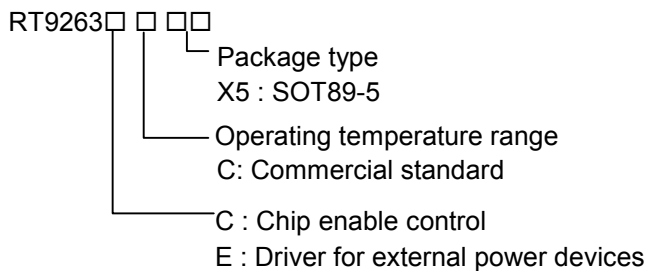 RT9263□ □ □□
Package type
X5 : SOT89-5
Operating temperature range
C: Commercial standard
C : Chip enable control
E : Driver for external power devices